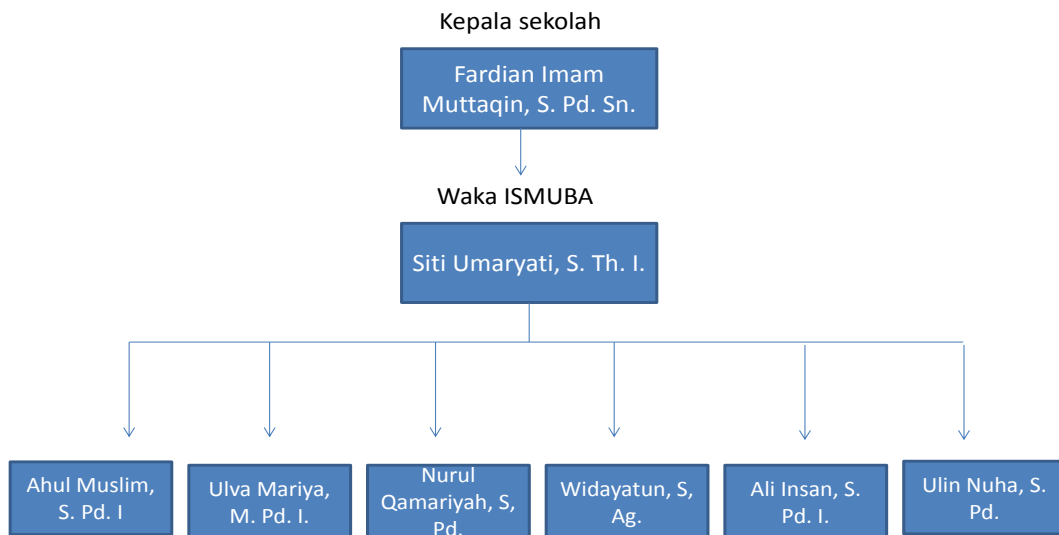 Kepala sekolah
Fardian Imam
Muttaqin, S. Pd. Sn.
Waka ISMUBA
Siti Umaryati, S. Th. I.
Ahul Muslim,
S. Pd. I
Ulva Mariya,
M. Pd. I.
Nurul
Qamariyah, S,
Pd.
Widayatun, S,
Ag.
Ali Insan, S.
Pd. I.
Ulin Nuha, S.
Pd.